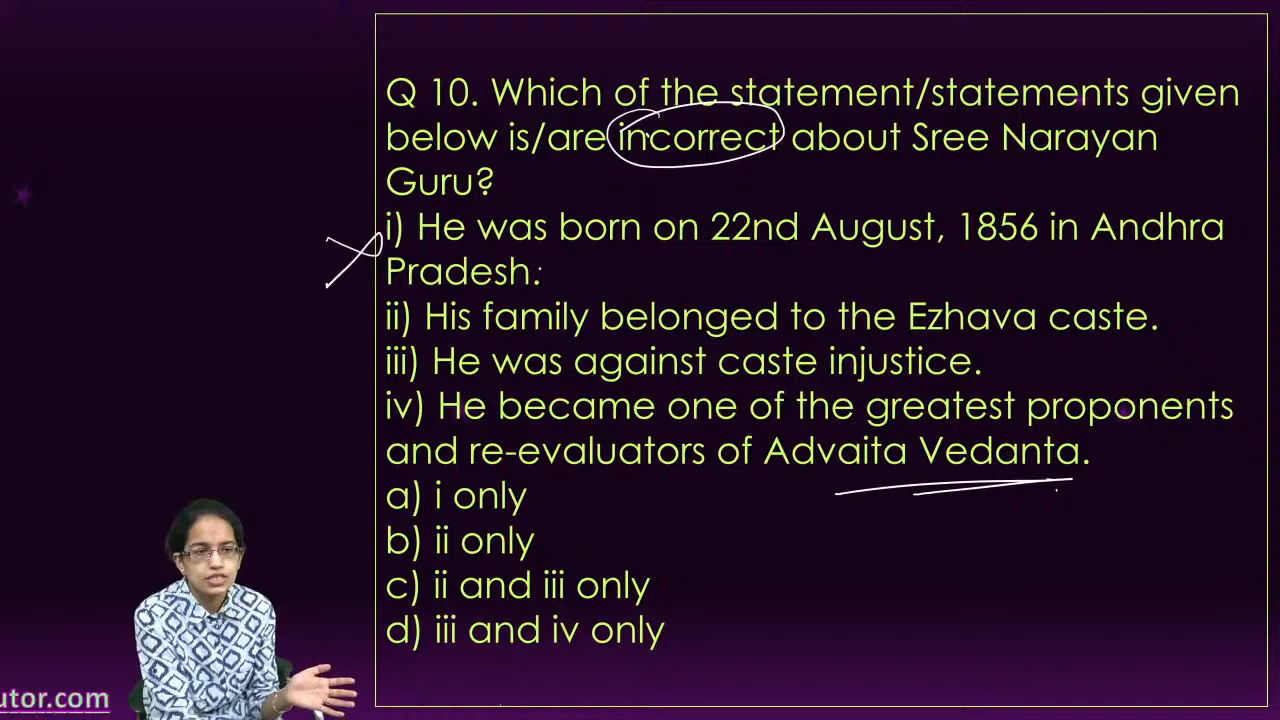 Q 10. Which of the statement/statements given
below is/are incorrect about Sree Narayan
Guru?
i) He was born on 22nd August, 1856 in Andhra
Pradesh.
ii) His family belonged to the Ezhava caste.
iii) He was against caste injustice.
iv) He became one of the greatest proponents
and re-evaluators of Advaita Vedanta.
a) i only
b) ii only
c) ii and iii only
d) iii and iv only
utor.com